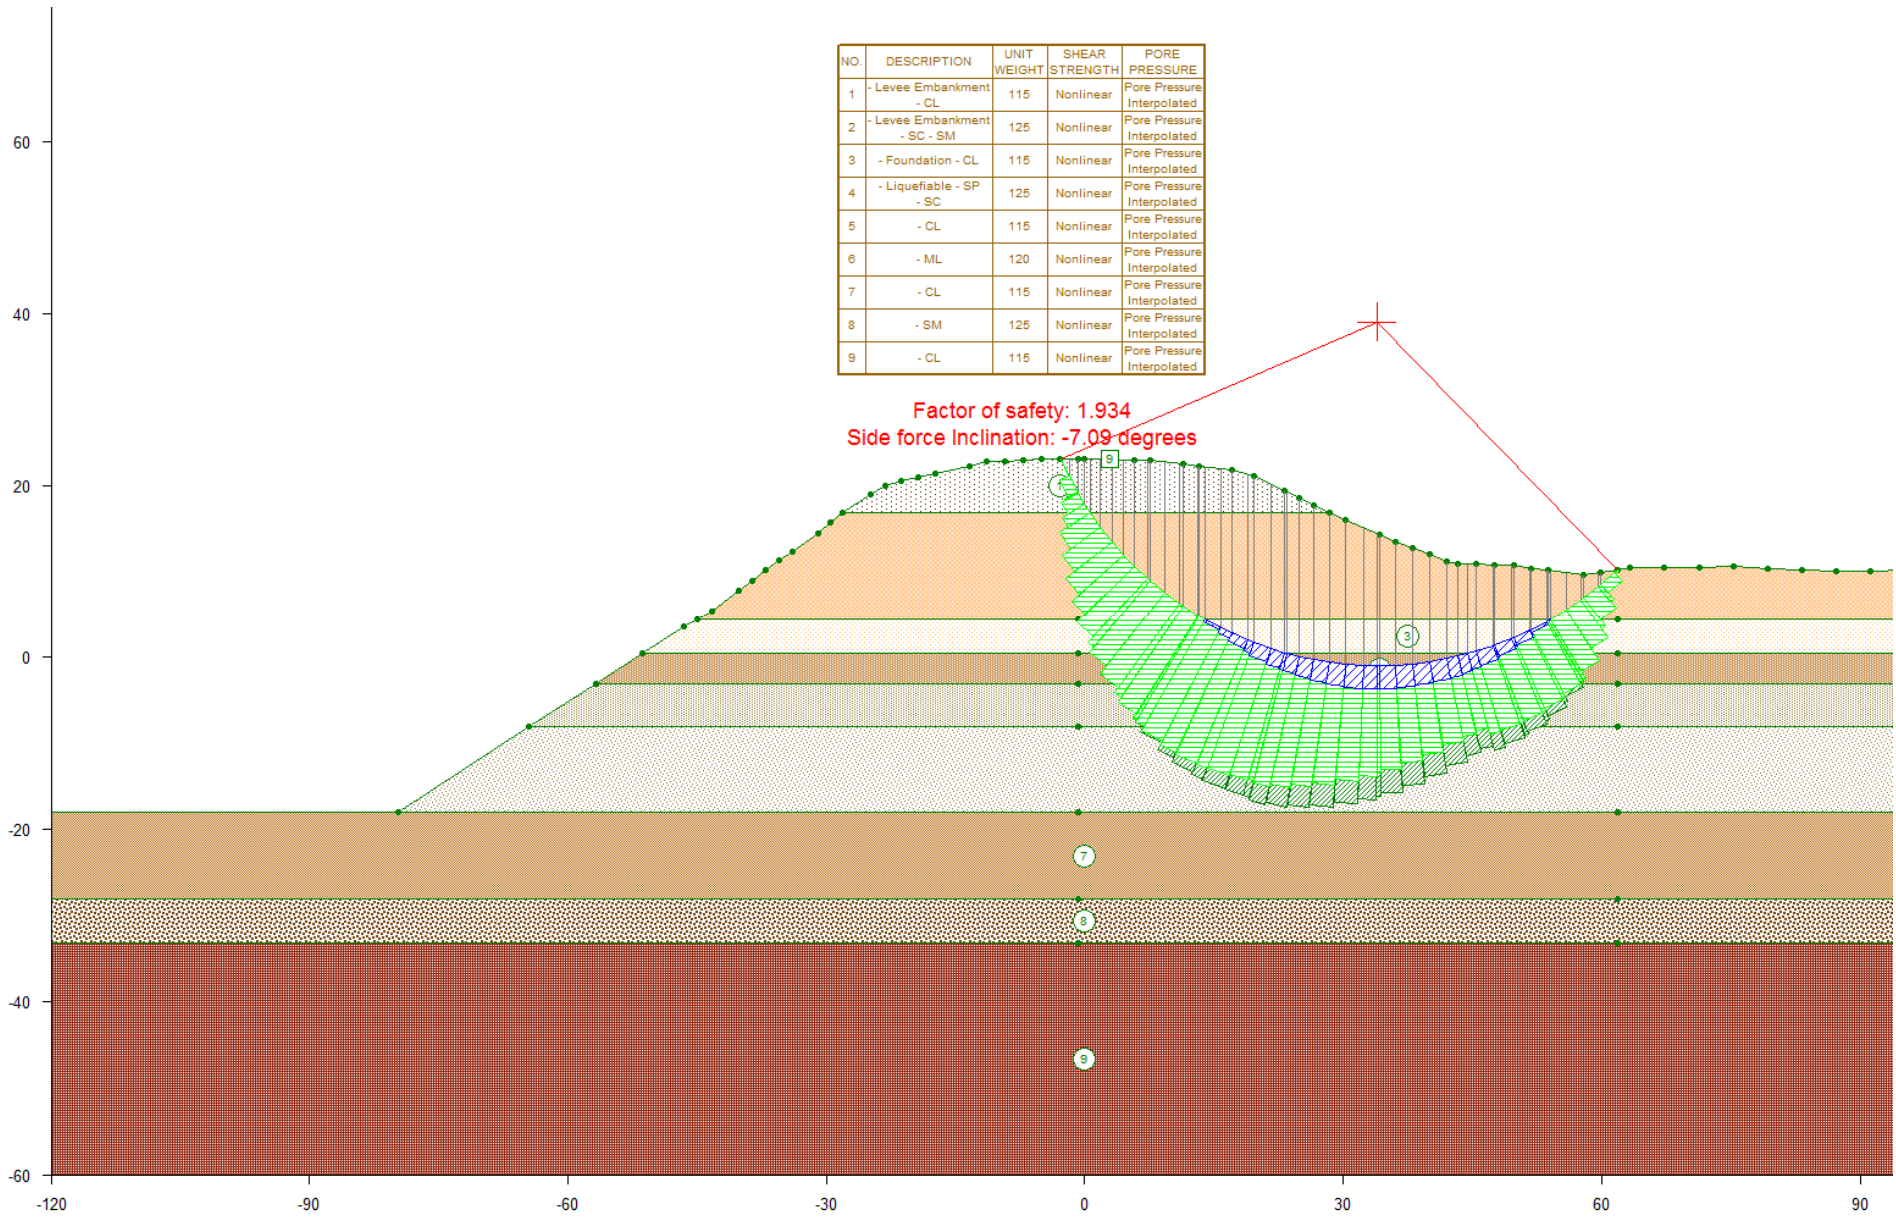 NO. DESCRIPTION UNIT WEIGHT SHEAR STRENGTH PORE PRESSURE
1 - Levee Embankment - CL 115 Nonlinear Pore Pressure Interpolated
2 - Levee Embankment - SC - SM 125 Nonlinear Pore Pressure Interpolated
3 - Foundation - CL 115 Nonlinear Pore Pressure Interpolated
4 - Liquefiable - SP - SC 125 Nonlinear Pore Pressure Interpolated
5 - CL 115 Nonlinear Pore Pressure Interpolated
6 - ML 120 Nonlinear Pore Pressure Interpolated
7 - CL 115 Nonlinear Pore Pressure Interpolated
8 - SM 125 Nonlinear Pore Pressure Interpolated
9 - CL 115 Nonlinear Pore Pressure Interpolated
Factor of safety: 1.934
Side force Inclination: -7.09 degrees
9
3
7
8
9
60
40
20
0
-20
-40
-60
-120 -90 -60 -30 0 30 60 90